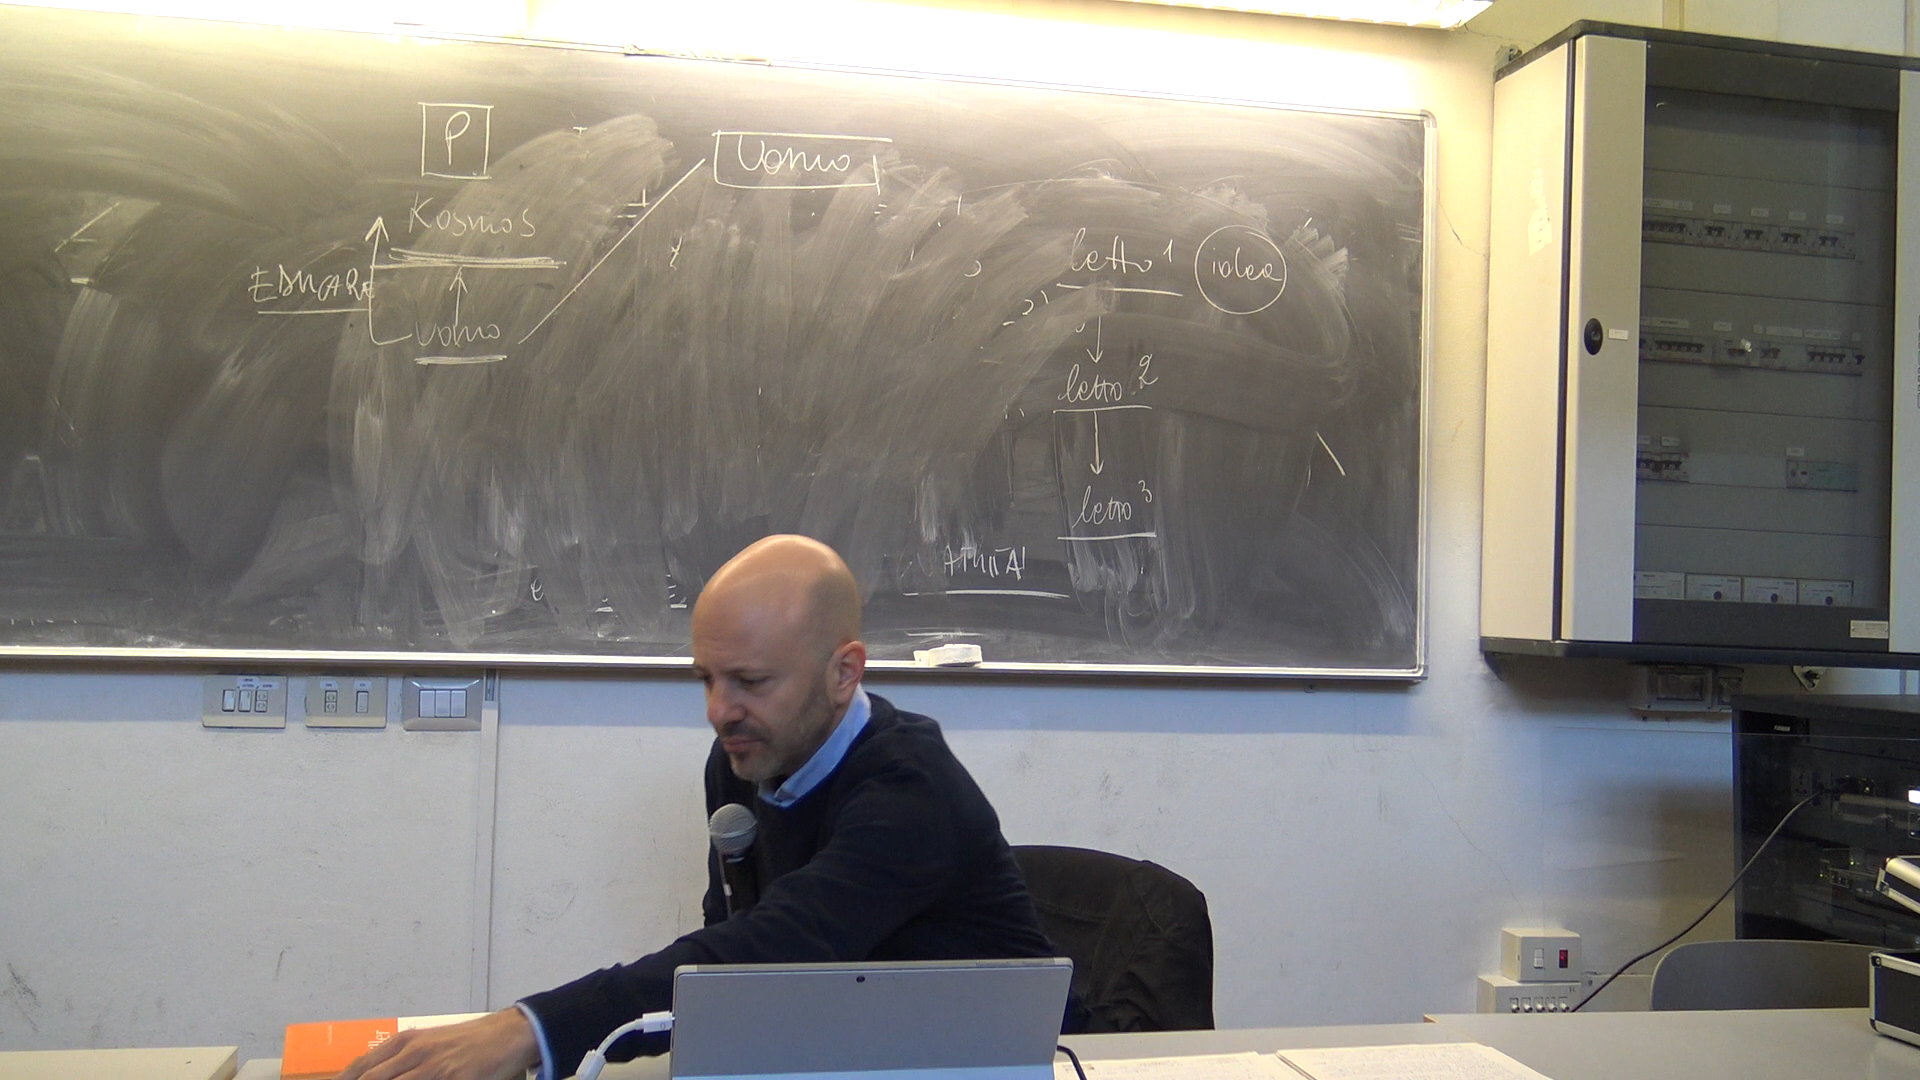 P
Uomo
Kosmos
EDUCARE
Uomo
letto 1
idea
letto 2
letto 3